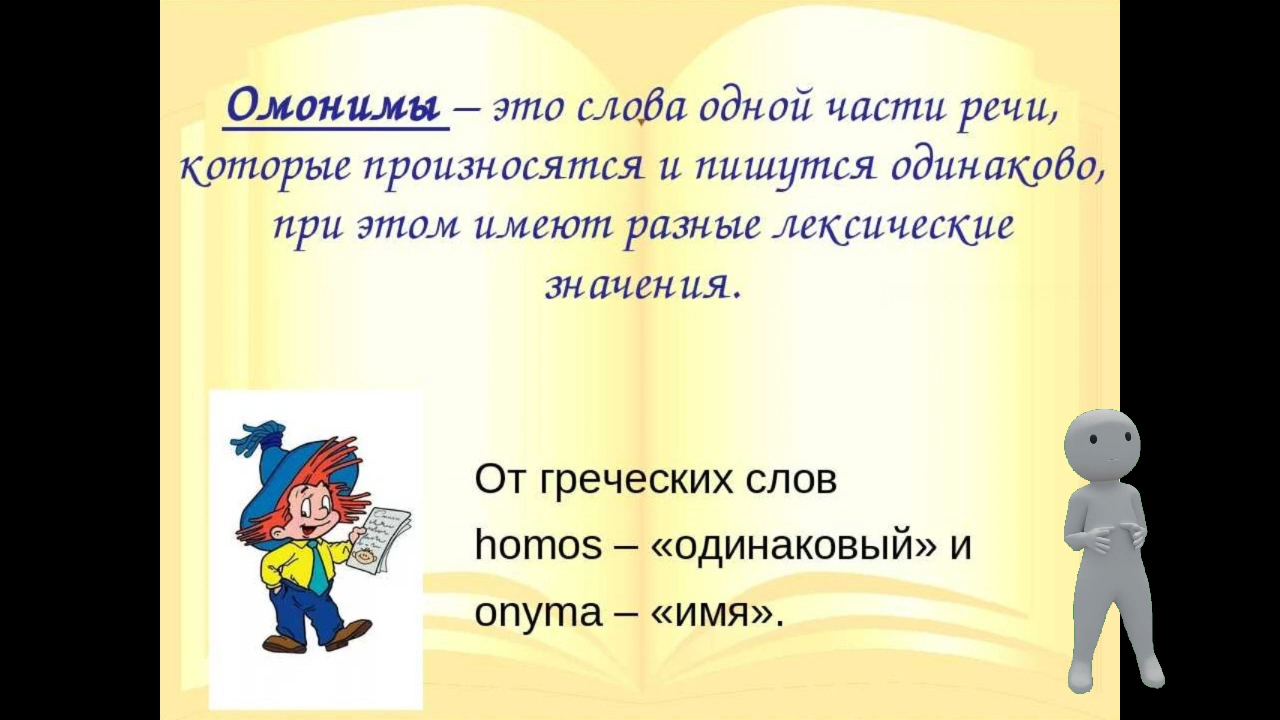 Омонимы – это слова одной части речи,
которые произносятся и пишутся одинаково,
при этом имеют разные лексические
значения.
От греческих слов
homos – «одинаковый» и
onyma – «имя».